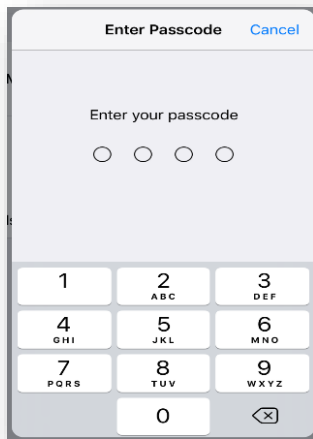 Enter Passcode Cancel
Enter your passcode
1 2 3
ABC DEF
4 5 6
GHI JKL MNO
7 8 9
PQRS TUV WXYZ
0